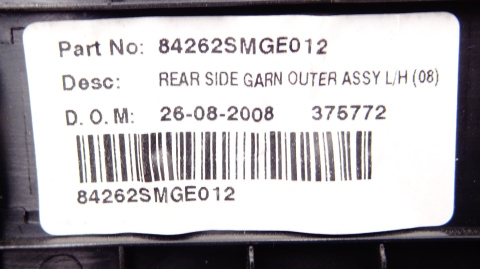 Part No: 84262SMGE012
Desc: REAR SIDE GARN OUTER ASSY L/H (08)
D. O. M: 26-08-2008 375772
84262SMGE012